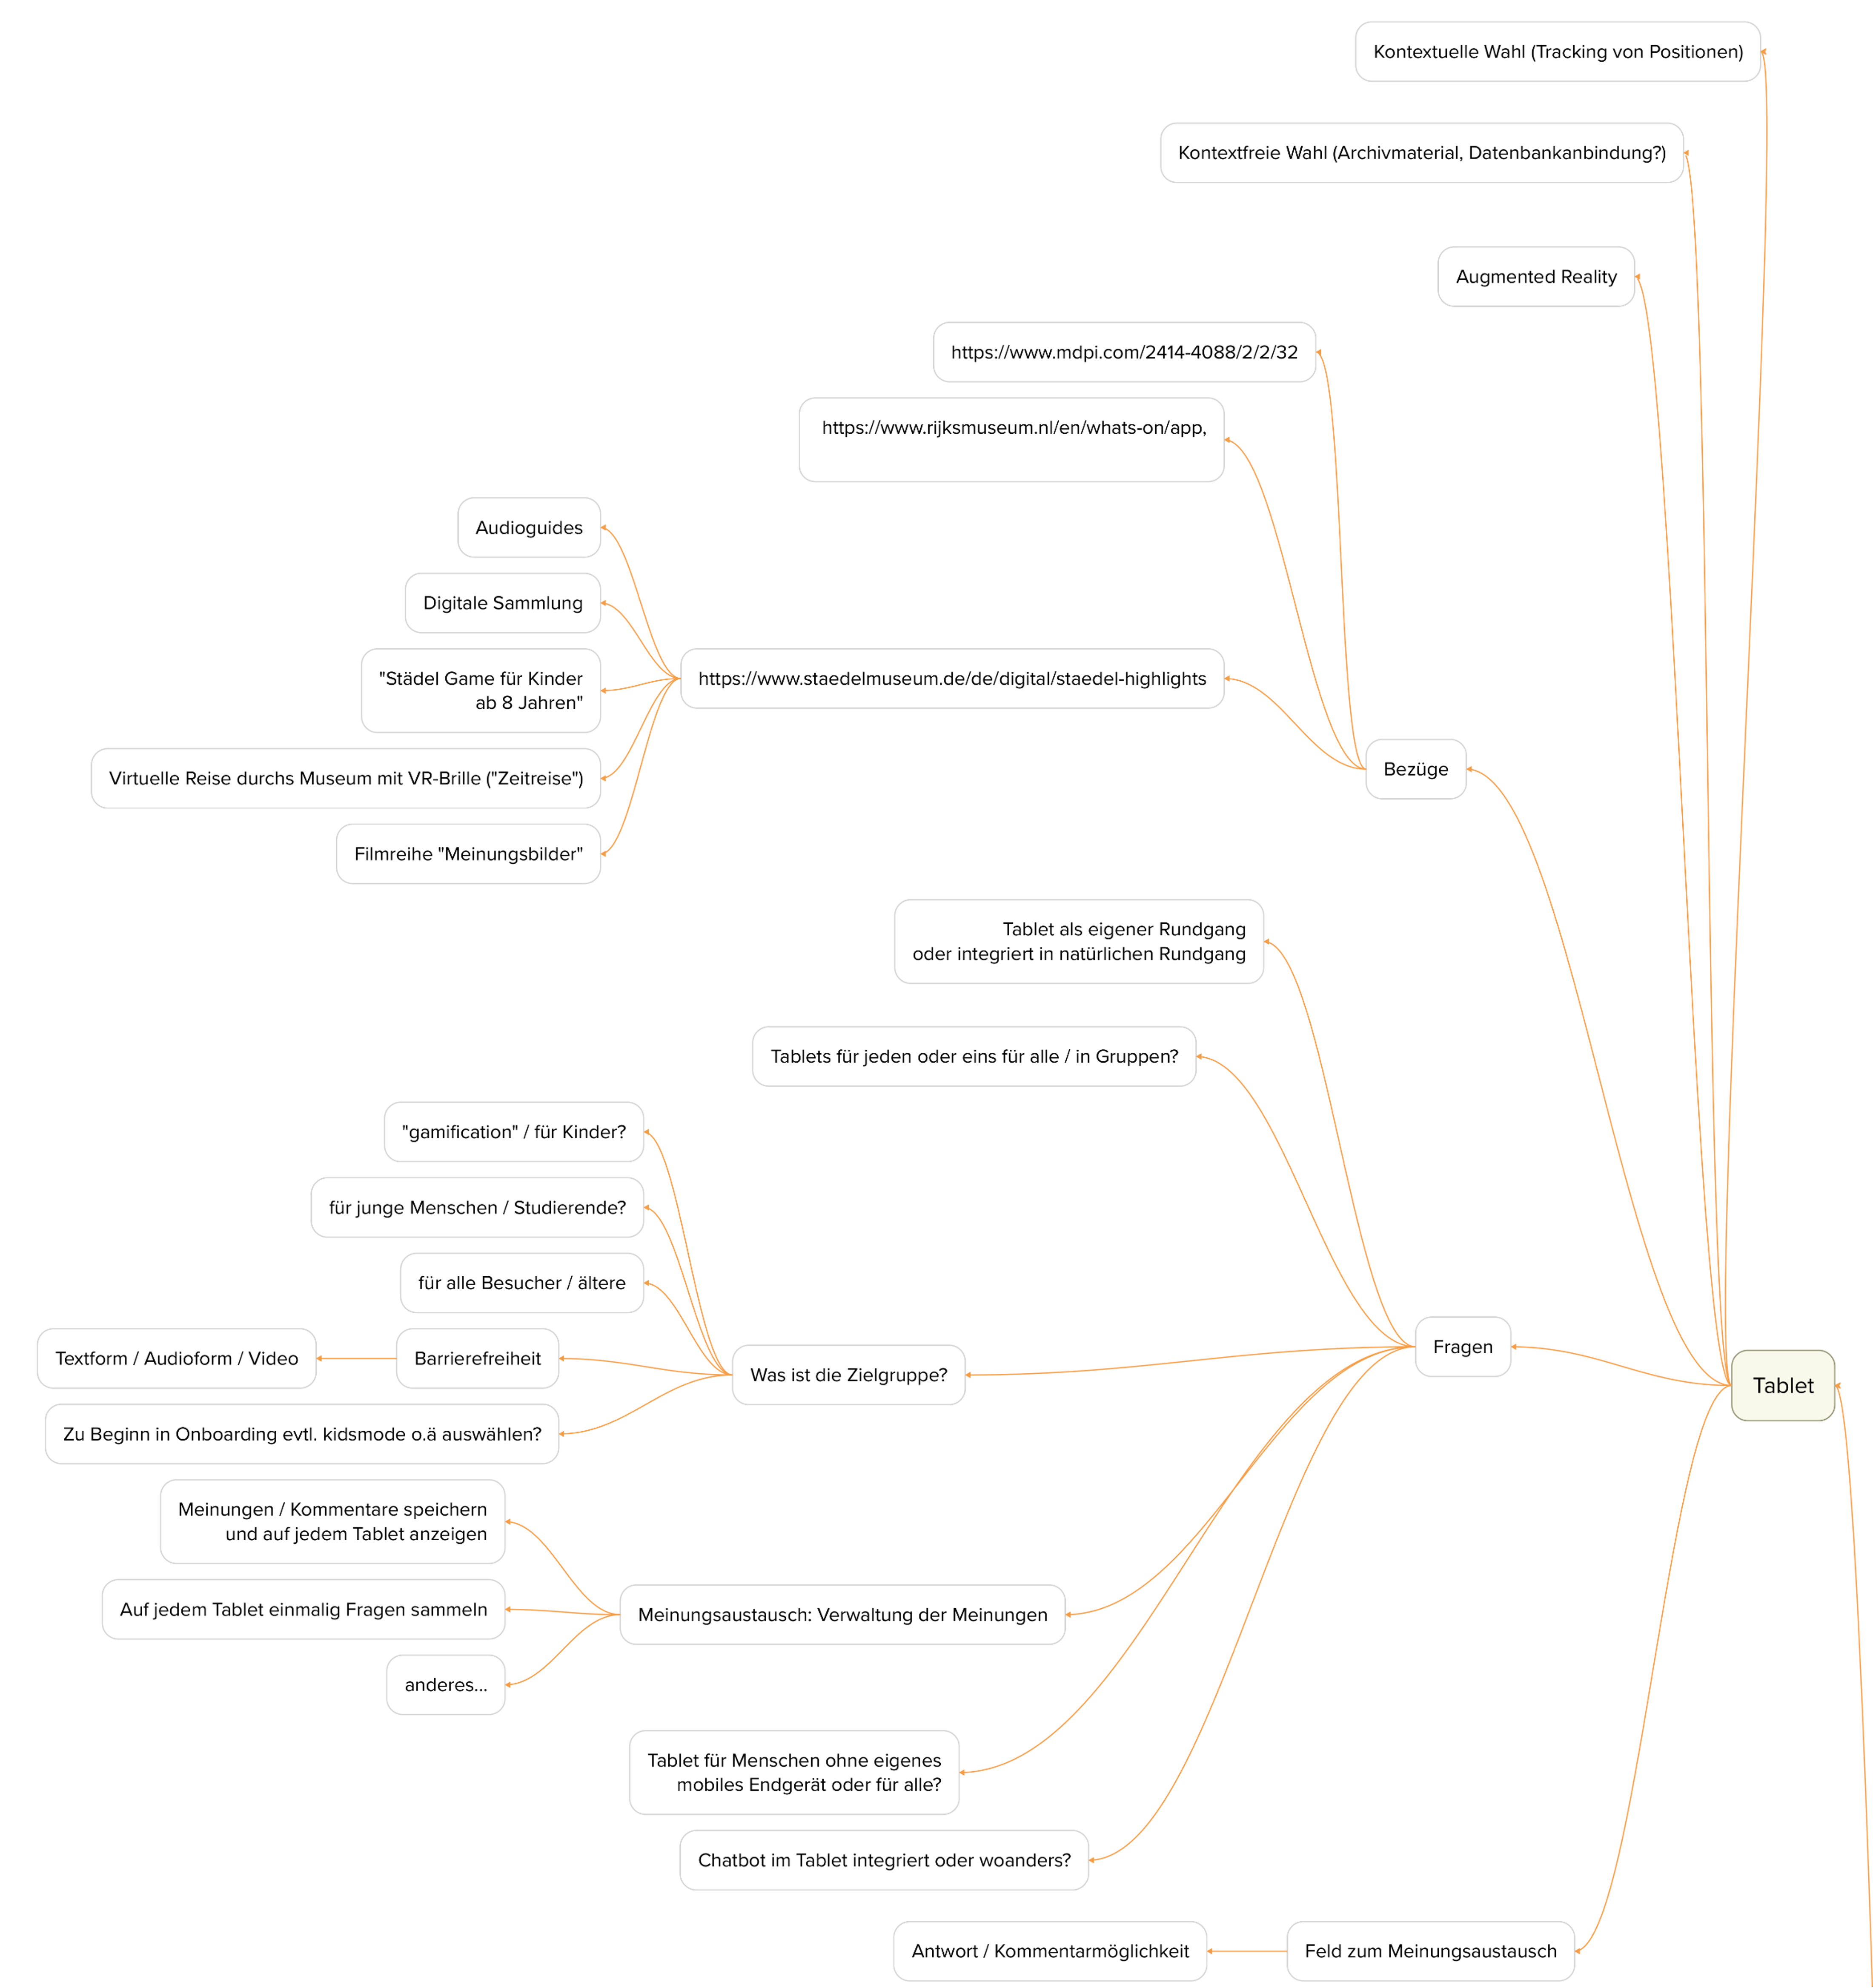 Kontextuelle Wahl (Tracking von Positionen)
Kontextfreie Wahl (Archivmaterial, Datenbankanbindung?)
Augmented Reality
https://www.mdpi.com/2414-4088/2/2/32
https://www.rijksmuseum.nl/en/whats-on/app,
Audioguides
Digitale Sammlung
"Städel Game für Kinder
ab 8 Jahren"
https://www.staedelmuseum.de/de/digital/staedel-highlights
Virtuelle Reise durchs Museum mit VR-Brille ("Zeitreise")
Bezüge
Filmreihe "Meinungsbilder"
Tablet als eigener Rundgang
oder integriert in natürlichen Rundgang
Tablets für jeden oder eins für alle / in Gruppen?
"gamification" / für Kinder?
für junge Menschen / Studierende?
für alle Besucher / ältere
Textform / Audioform / Video
Barrierefreiheit
Was ist die Zielgruppe?
Fragen
Tablet
Zu Beginn in Onboarding evtl. kidsmode o.ä auswählen?
Meinungen / Kommentare speichern
und auf jedem Tablet anzeigen
Auf jedem Tablet einmalig Fragen sammeln
Meinungsaustausch: Verwaltung der Meinungen
anderes...
Tablet für Menschen ohne eigenes
mobiles Endgerät oder für alle?
Chatbot im Tablet integriert oder woanders?
Antwort / Kommentarmöglichkeit
Feld zum Meinungsaustausch